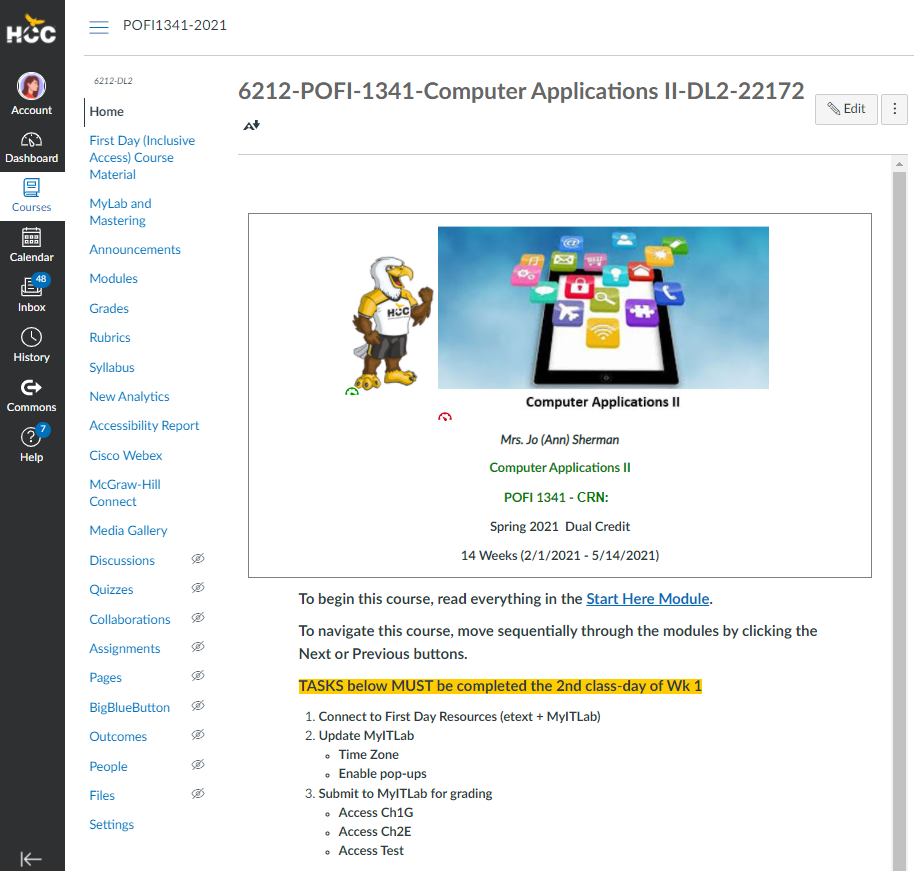 HCC
Account
Dashboard
Courses
Calendar
48
Inbox
History
Commons
7
Help
POFI1341-2021
6212-DL2
Home
First Day (Inclusive
Access) Course
Material
MyLab and
Mastering
Announcements
Modules
Grades
Rubrics
Syllabus
New Analytics
Accessibility Report
Cisco Webex
McGraw-Hill
Connect
Media Gallery
Discussions
Quizzes
Collaborations
Assignments
Pages
BigBlueButton
Outcomes
People
Files
Settings
6212-POFI-1341-Computer Applications II-DL2-22172
Edit
HCC
Computer Applications II
Mrs. Jo (Ann) Sherman
Computer Applications II
POFI 1341 - CRN:
Spring 2021 Dual Credit
14 Weeks (2/1/2021 - 5/14/2021)
To begin this course, read everything in the Start Here Module.
To navigate this course, move sequentially through the modules by clicking the
Next or Previous buttons.
TASKS below MUST be completed the 2nd class-day of Wk 1
1. Connect to First Day Resources (etext + MyITLab)
2. Update MyITLab
Time Zone
Enable pop-ups
3. Submit to MyITLab for grading
Access Ch1G
Access Ch2E
Access Test